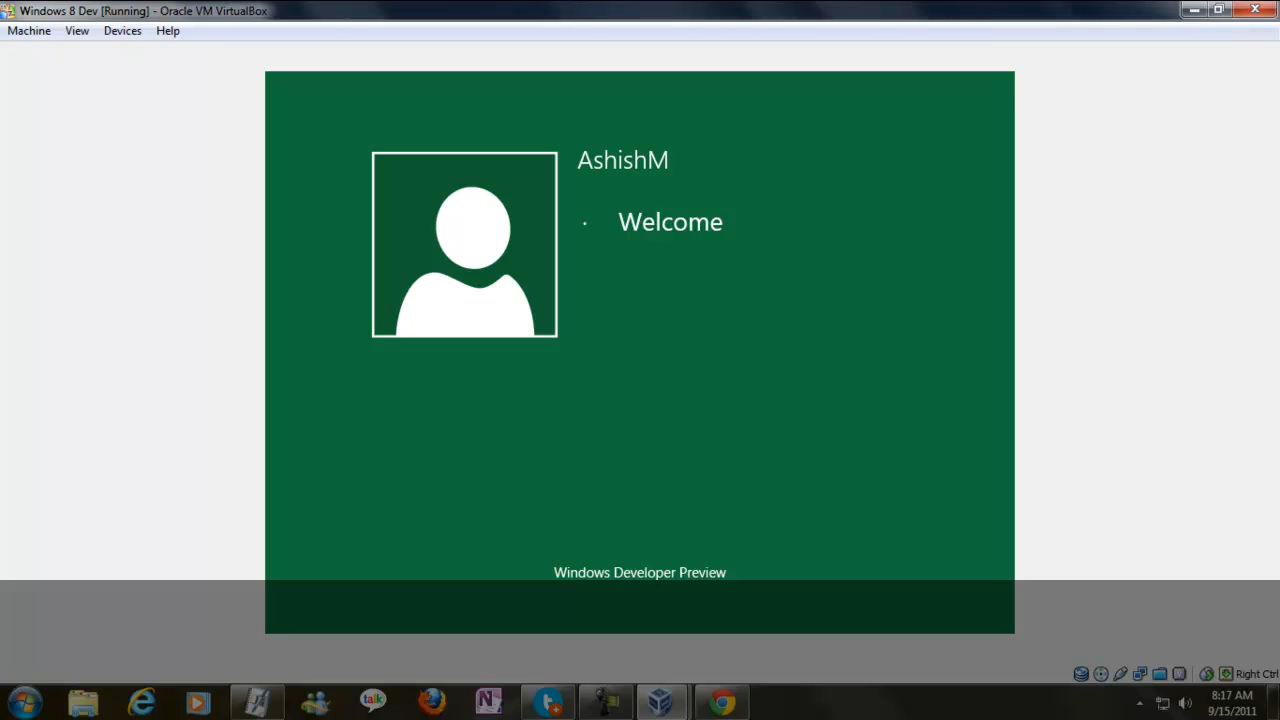 Windows 8 Dev [Running] - Oracle VM VirtualBox
Machine View Devices Help
AshishM
Welcome
Windows Developer Preview
Right Ctrl
talk
N
8:17 AM
9/15/2011